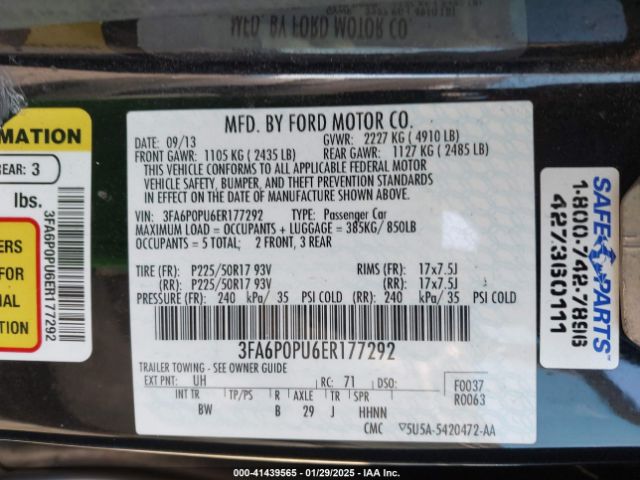 MFD. BY FORD MOTOR CO.
MATION
REAR: 3
lbs.
ERS
S FOR
NAL
TION
3FA6P0PU6ER177292
MFD. BY FORD MOTOR CO.
DATE: 09/13 GVWR: 2227 KG (4910 LB)
FRONT GAWR: 1105 KG (2435 LB) REAR GAWR: 1127 KG (2485 LB)
THIS VEHICLE CONFORMS TO ALL APPLICABLE FEDERAL MOTOR
VEHICLE SAFETY, BUMPER, AND THEFT PREVENTION STANDARDS
IN EFFECT ON THE DATE OF MANUFACTURE SHOWN ABOVE.
VIN: 3FA6P0PU6ER177292 TYPE: Passenger Car
MAXIMUM LOAD = OCCUPANTS + LUGGAGE = 385KG/ 850LB
OCCUPANTS = 5 TOTAL; 2 FRONT, 3 REAR
TIRE (FR): P225/50R17 93V RIMS (FR): 17x7.5J
(RR): P225/50R17 93V (RR): 17x7.5J
PRESSURE (FR): 240 kPa/ 35 PSI COLD (RR): 240 kPa/ 35 PSI COLD
3FA6P0PU6ER177292
TRAILER TOWING - SEE OWNER GUIDE
EXT PNT: UH RC: 71 DSO: F0037
INT TR TP/PS R AXLE TR SPR R0063
BW B 29 J HHNN
CMC 5U5A-5420472-AA
SAFE PARTS
1-800-742-7896
427360111
000-41439565 - 01/29/2025 - IAA Inc.